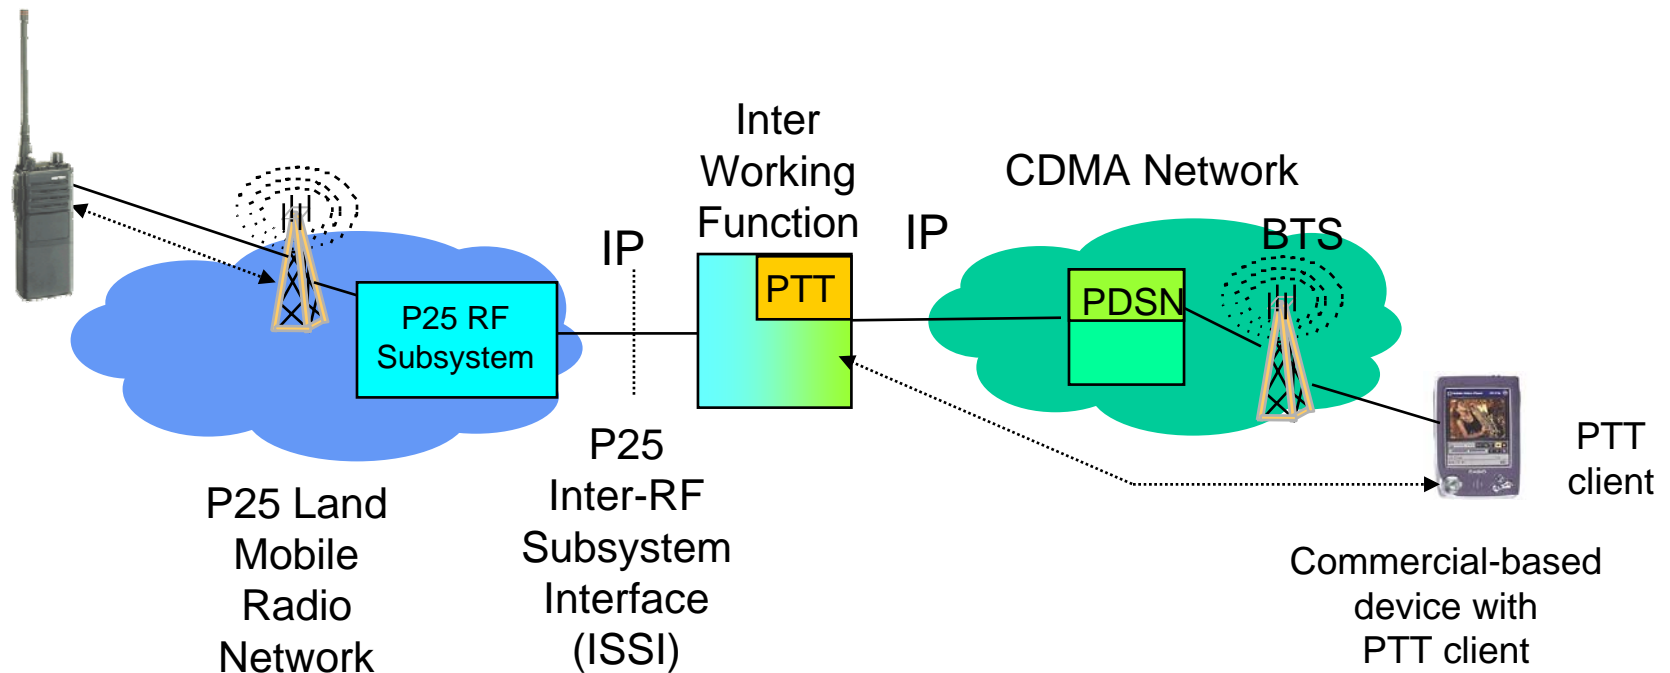 Inter
Working
Function
CDMA Network
IP
IP
BTS
PTT
PDSN
P25 RF
Subsystem
P25 Land
Mobile
Radio
Network
P25
Inter-RF
Subsystem
Interface
(ISSI)
PTT
client
Commercial-based
device with
PTT client